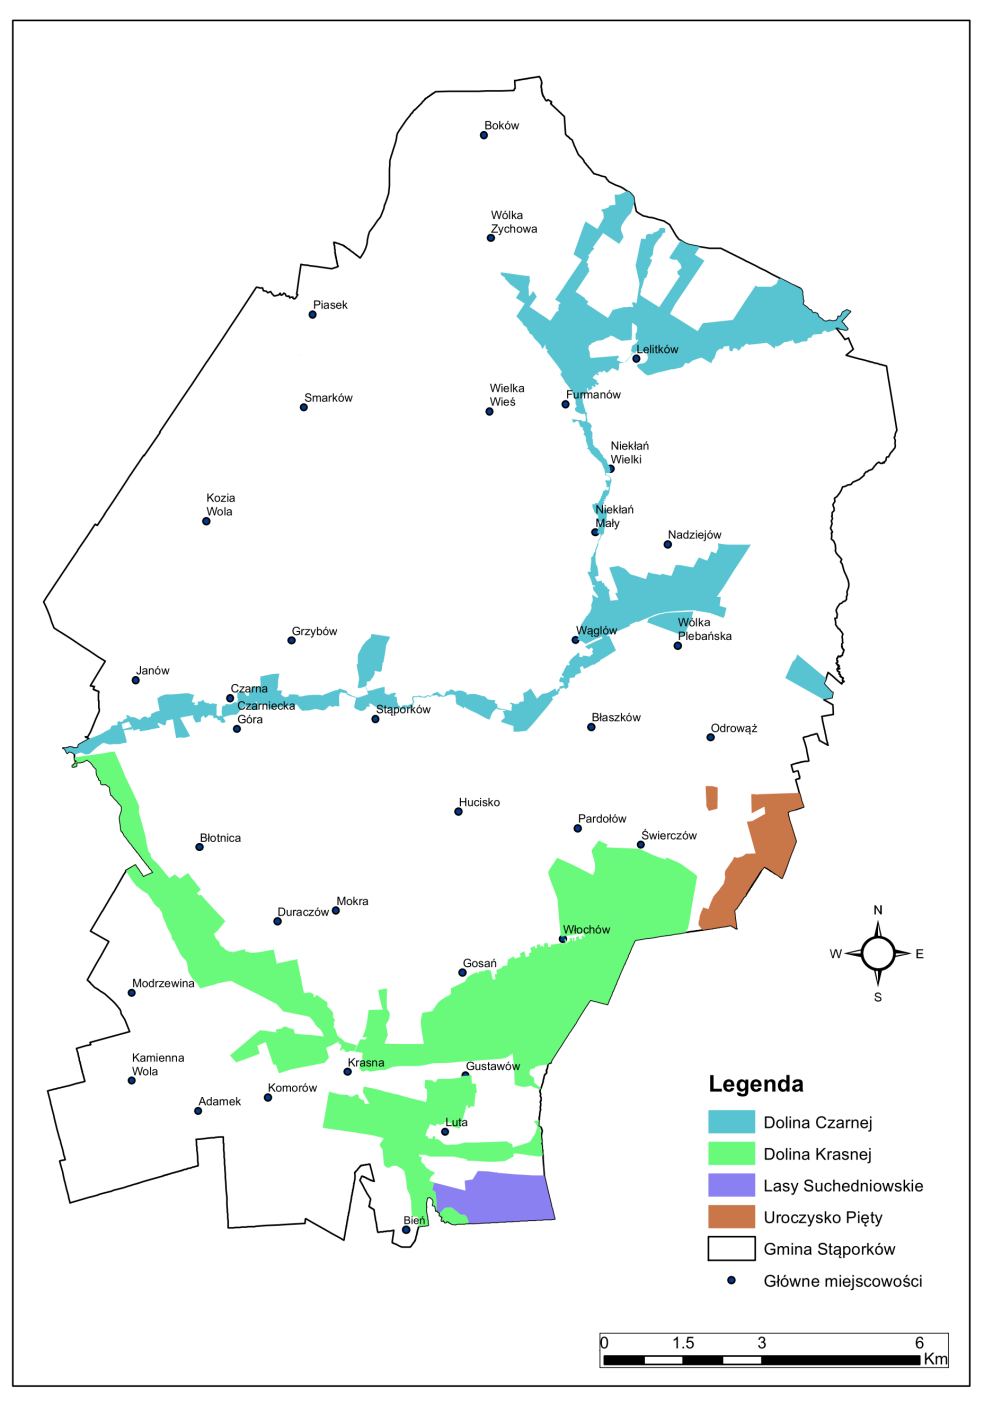 Boków
Wólka
Zychowa
Piasek
Lelitków
Smarków
Wielka
Wieś
Furmanów
Niekłań
Wielki
Kozia
Wola
Niekłań
Mały
Nadziejów
Grzybów
Wąglów
Wólka
Plebańska
Janów
Czarna
Czarniecka
Góra
Stąporków
Błaszków
Odrowąż
Hucisko
Pardołów
Świerczów
Błotnica
Mokra
Duraczów
Włochów
Gosań
Modrzewina
Kamienna
Wola
Krasna
Gustawów
Komorów
Adamek
Luta
Bień
N
W
E
S
Legenda
Dolina Czarnej
Dolina Krasnej
Lasy Suchedniowskie
Uroczysko Pięty
Gmina Stąporków
Główne miejscowości
0 1.5 3 6
Km